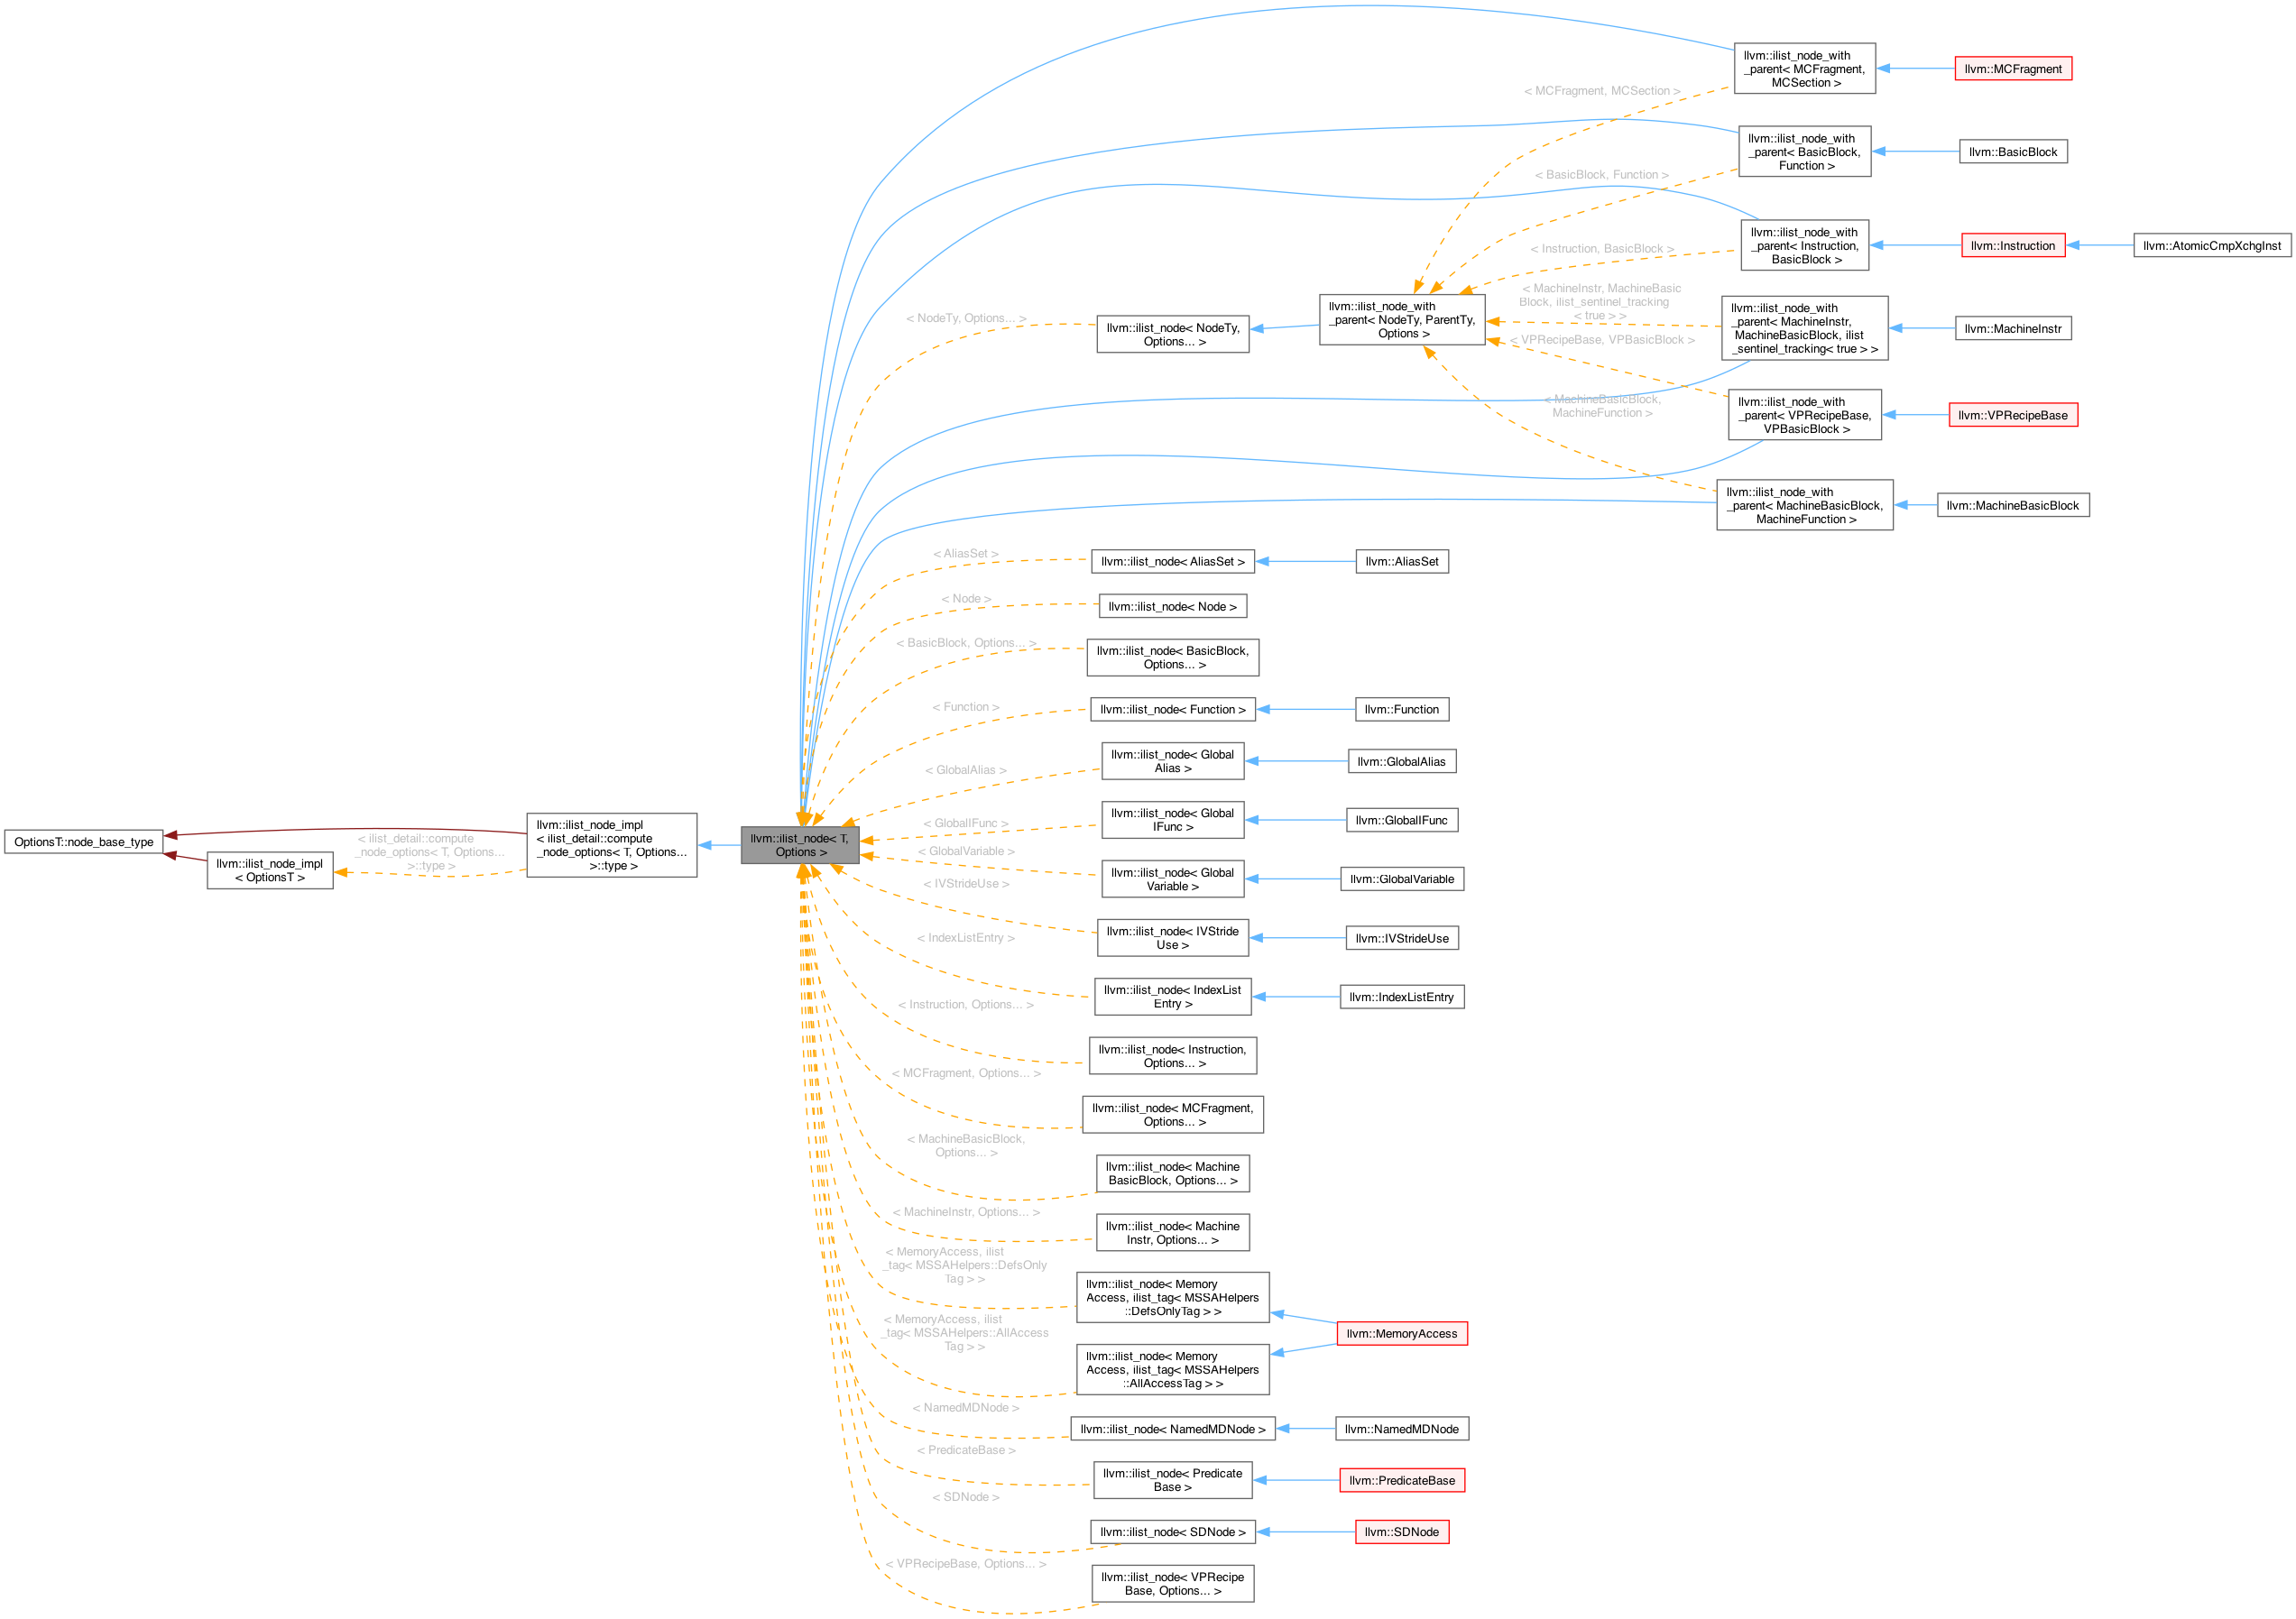 llvm::ilist_node_with
_parent< MCFragment,
MCSection >
llvm::MCFragment
< MCFragment, MCSection >
llvm::ilist_node_with
_parent< BasicBlock,
Function >
llvm::BasicBlock
< BasicBlock, Function >
llvm::ilist_node_with
_parent< Instruction,
BasicBlock >
llvm::Instruction
llvm::AtomicCmpXchgInst
< Instruction, BasicBlock >
< MachineInstr, MachineBasic
Block, ilist_sentinel_tracking
< true > >
llvm::ilist_node_with
_parent< MachineInstr,
MachineBasicBlock, ilist
_sentinel_tracking< true > >
llvm::MachineInstr
< NodeTy, Options... >
llvm::ilist_node< NodeTy,
Options... >
llvm::ilist_node_with
_parent< NodeTy, ParentTy,
Options >
< VPRecipeBase, VPBasicBlock >
llvm::ilist_node_with
_parent< VPRecipeBase,
VPBasicBlock >
llvm::VPRecipeBase
< MachineBasicBlock,
MachineFunction >
llvm::ilist_node_with
_parent< MachineBasicBlock,
MachineFunction >
llvm::MachineBasicBlock
< AliasSet >
llvm::ilist_node< AliasSet >
llvm::AliasSet
< Node >
llvm::ilist_node< Node >
< BasicBlock, Options... >
llvm::ilist_node< BasicBlock,
Options... >
< Function >
llvm::ilist_node< Function >
llvm::Function
< GlobalAlias >
llvm::ilist_node< Global
Alias >
llvm::GlobalAlias
OptionsT::node_base_type
llvm::ilist_node_impl
< OptionsT >
< ilist_detail::compute
_node_options< T, Options...
>::type >
llvm::ilist_node_impl
< ilist_detail::compute
_node_options< T, Options...
>::type >
llvm::ilist_node< T,
Options >
< GlobalIFunc >
llvm::ilist_node< Global
IFunc >
llvm::GlobalIFunc
< GlobalVariable >
llvm::ilist_node< Global
Variable >
llvm::GlobalVariable
< IVStrideUse >
llvm::ilist_node< IVStride
Use >
llvm::IVStrideUse
< IndexListEntry >
llvm::ilist_node< IndexList
Entry >
llvm::IndexListEntry
< Instruction, Options... >
llvm::ilist_node< Instruction,
Options... >
< MCFragment, Options... >
llvm::ilist_node< MCFragment,
Options... >
< MachineBasicBlock,
Options... >
llvm::ilist_node< Machine
BasicBlock, Options... >
< MachineInstr, Options... >
llvm::ilist_node< Machine
Instr, Options... >
< MemoryAccess, ilist
_tag< MSSAHelpers::DefsOnly
Tag > >
llvm::ilist_node< Memory
Access, ilist_tag< MSSAHelpers
::DefsOnlyTag > >
< MemoryAccess, ilist
_tag< MSSAHelpers::AllAccess
Tag > >
llvm::ilist_node< Memory
Access, ilist_tag< MSSAHelpers
::AllAccessTag > >
llvm::MemoryAccess
< NamedMDNode >
llvm::ilist_node< NamedMDNode >
llvm::NamedMDNode
< PredicateBase >
llvm::ilist_node< Predicate
Base >
llvm::PredicateBase
< SDNode >
llvm::ilist_node< SDNode >
llvm::SDNode
< VPRecipeBase, Options... >
llvm::ilist_node< VPRecipe
Base, Options... >